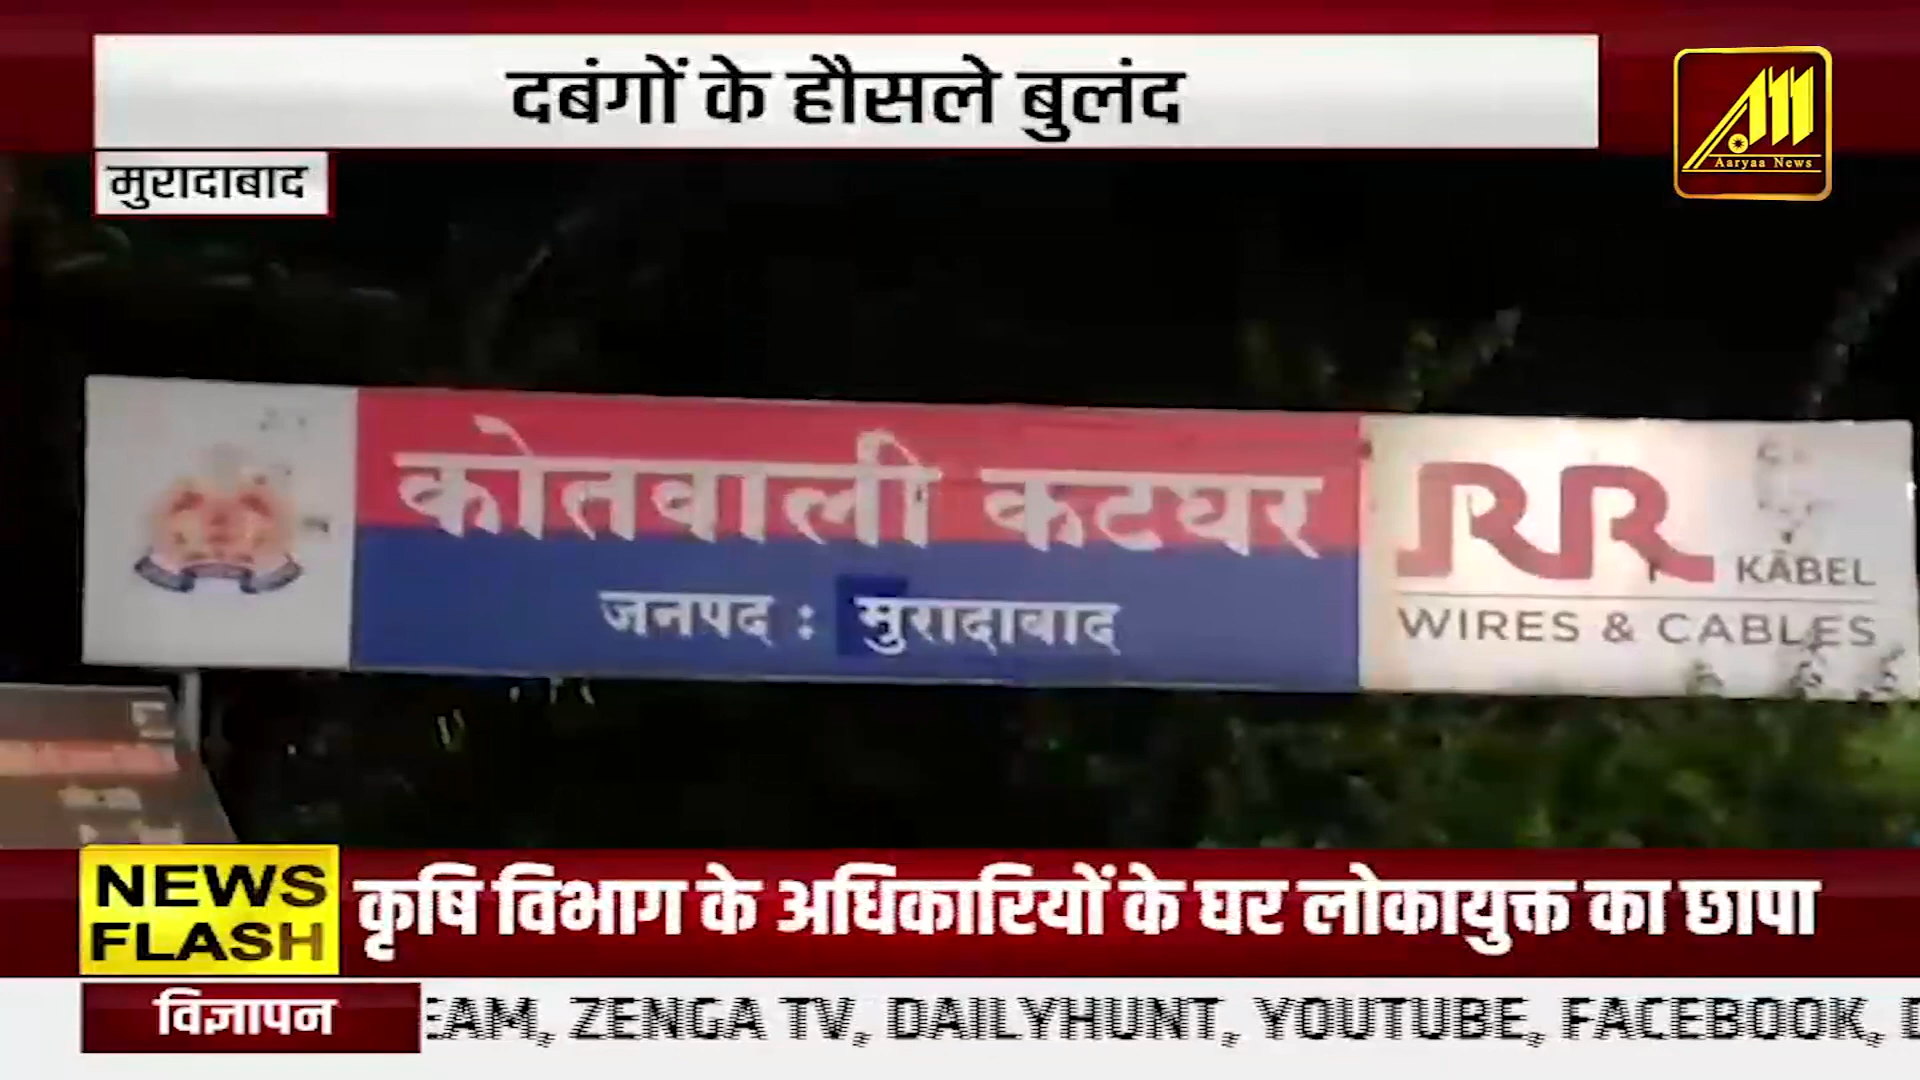 दबंगों के हौसले बुलंद
Aaryaa News
मुरादाबाद
कोतवाली कटघर
जनपद : मुरादाबाद
RR KABEL
WIRES & CABLES
NEWS FLASH
कृषि विभाग के अधिकारियों के घर लोकायुक्त का छापा
विज्ञापन
EAM, ZENGA TV, DAILYHUNT, YOUTUBE, FACEBOOK, D